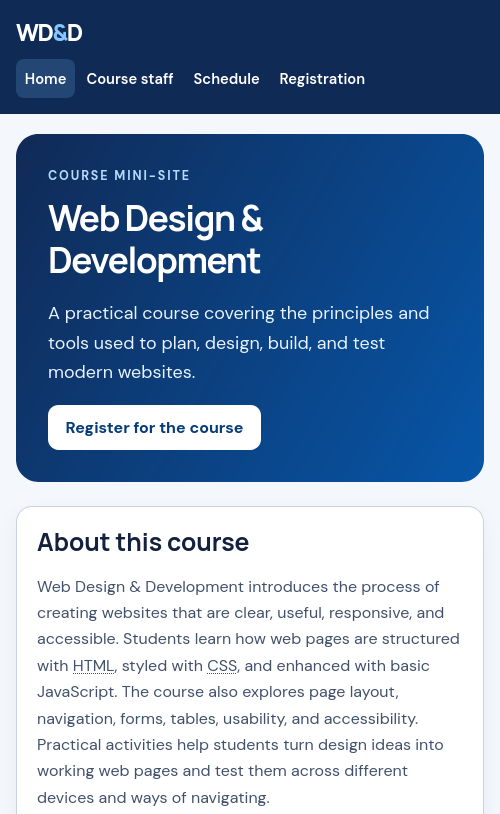 WD&D
Home Course staff Schedule Registration
COURSE MINI-SITE
Web Design &
Development
A practical course covering the principles and
tools used to plan, design, build, and test
modern websites.
Register for the course
About this course
Web Design & Development introduces the process of
creating websites that are clear, useful, responsive, and
accessible. Students learn how web pages are structured
with HTML, styled with CSS, and enhanced with basic
JavaScript. The course also explores page layout,
navigation, forms, tables, usability, and accessibility.
Practical activities help students turn design ideas into
working web pages and test them across different
devices and ways of navigating.